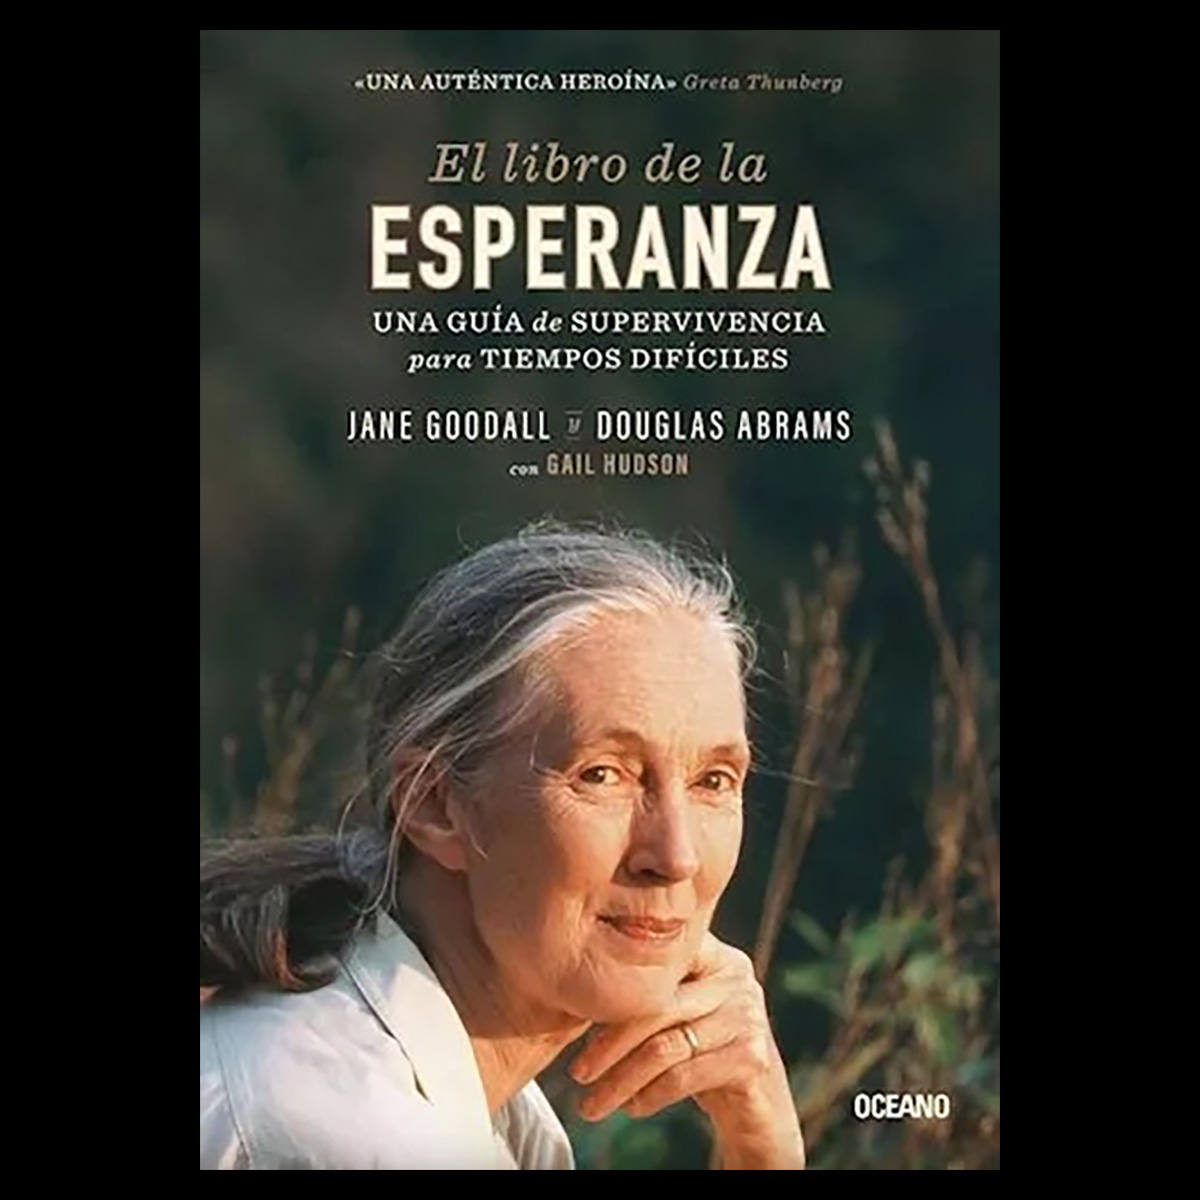 «UNA AUTÉNTICA HEROÍNA» Greta Thunberg
El libro de la
ESPERANZA
UNA GUÍA de SUPERVIVENCIA
para TIEMPOS DIFÍCILES
JANE GOODALL y DOUGLAS ABRAMS
con GAIL HUDSON
OCEANO